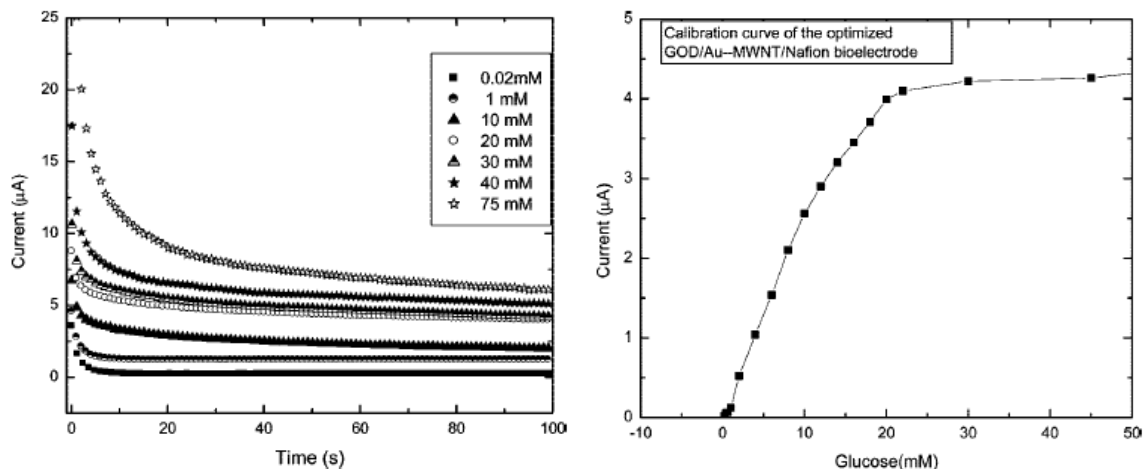 25
20
15
10
5
0
Current (μA)
0
20
40
60
80
100
Time (s)
0.02mM
1 mM
10 mM
20 mM
30 mM
40 mM
75 mM
5
4
3
2
1
0
Current (μA)
-10
0
10
20
30
40
50
Glucose(mM)
Calibration curve of the optimized
GOD/Au--MWNT/Nafion bioelectrode